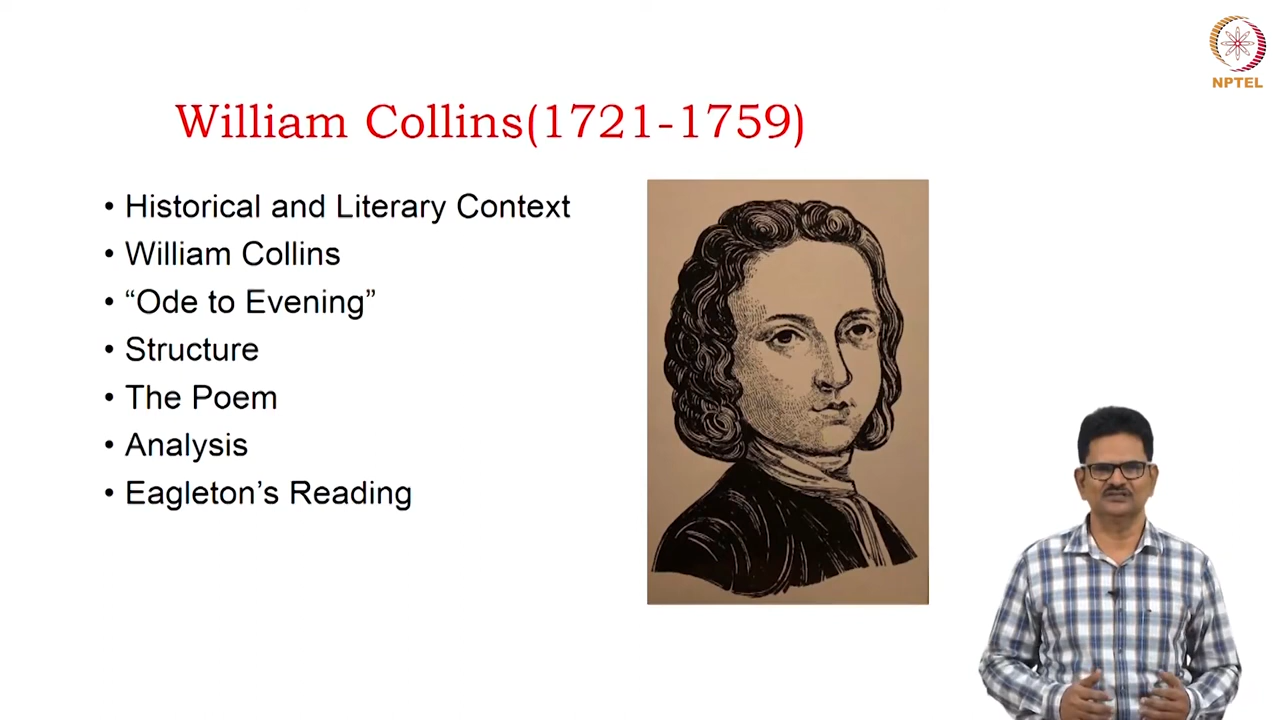 NPTEL
William Collins(1721-1759)
• Historical and Literary Context
• William Collins
• “Ode to Evening”
• Structure
• The Poem
• Analysis
• Eagleton’s Reading